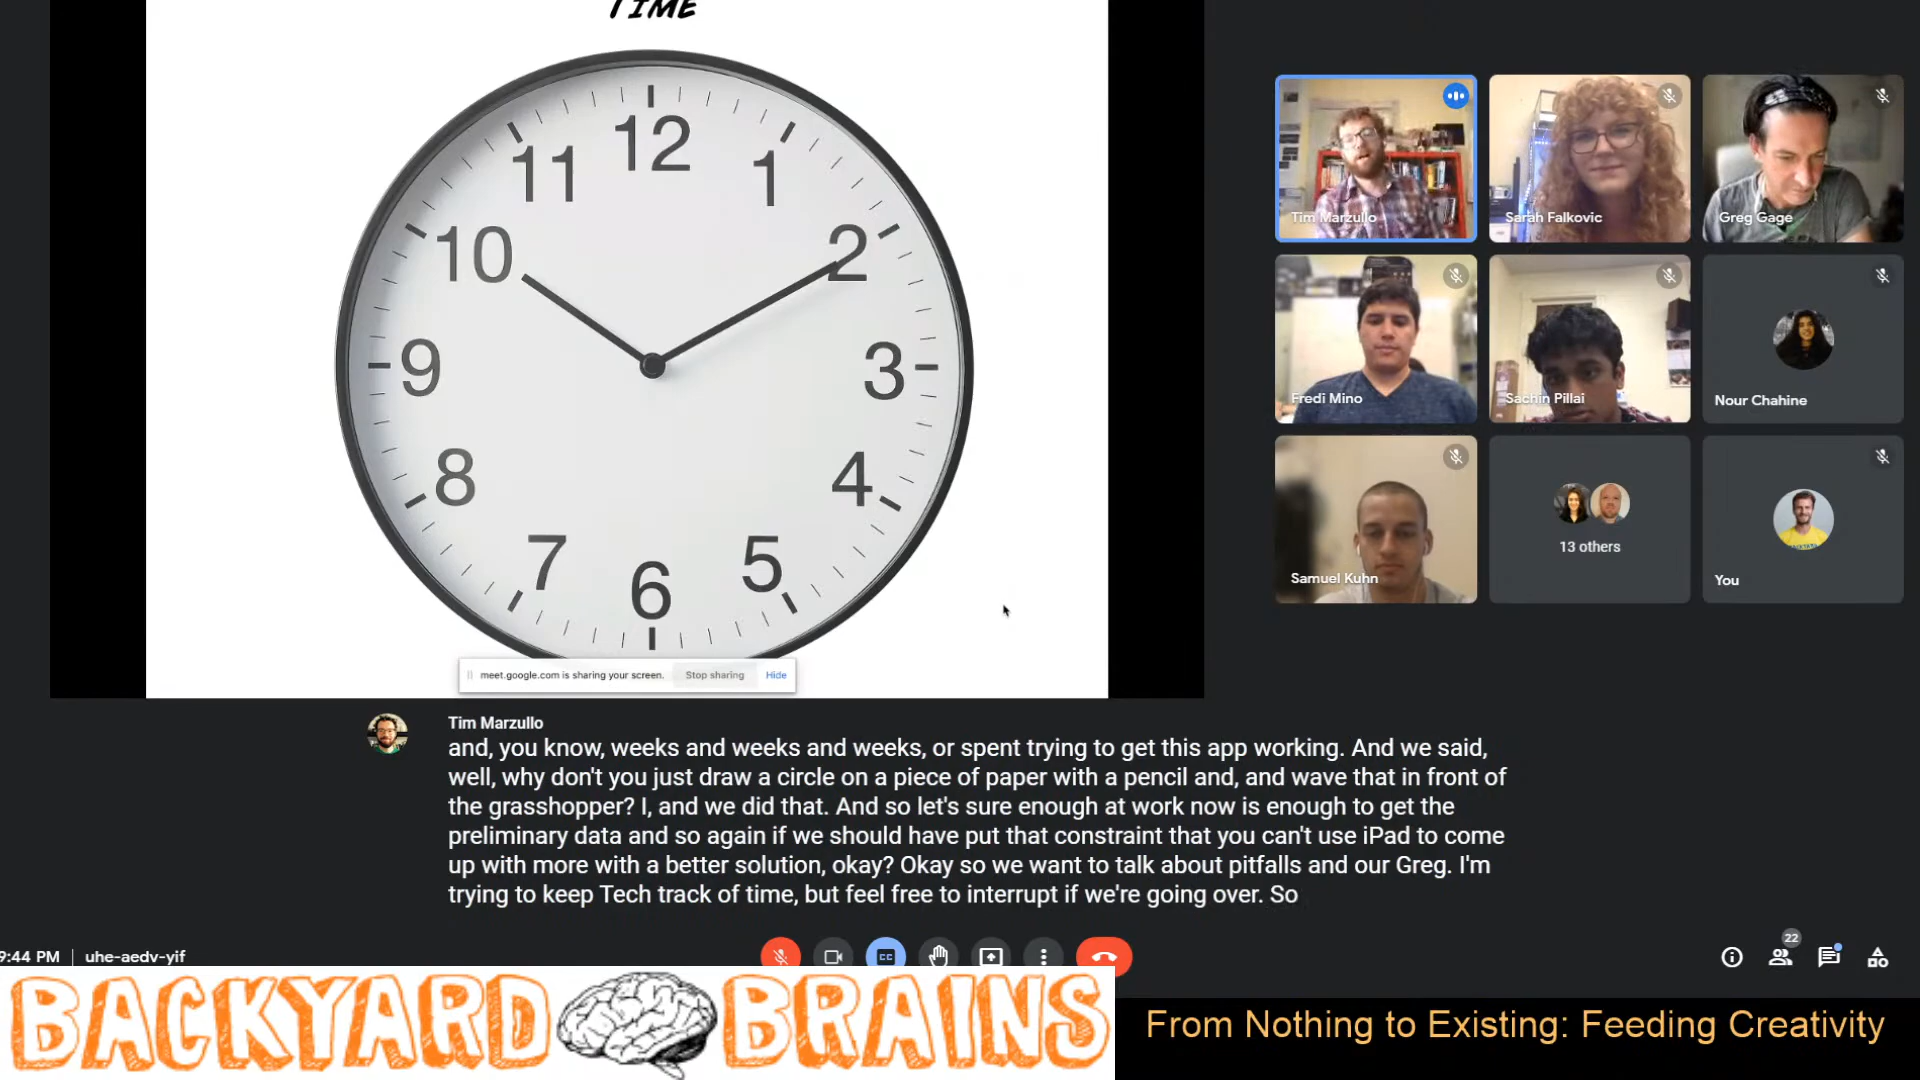 TIME
12
11
1
10
2
9
3
8
4
7
5
6
meet.google.com is sharing your screen. Stop sharing Hide
Tim Marzullo
Sarah Falkovic
Greg Gage
Fredi Mino
Sachin Pillai
Nour Chahine
Samuel Kuhn
13 others
You
Tim Marzullo
and, you know, weeks and weeks and weeks, or spent trying to get this app working. And we said,
well, why don't you just draw a circle on a piece of paper with a pencil and, and wave that in front of
the grasshopper? I, and we did that. And so let's sure enough at work now is enough to get the
preliminary data and so again if we should have put that constraint that you can't use iPad to come
up with more with a better solution, okay? Okay so we want to talk about pitfalls and our Greg. I'm
trying to keep Tech track of time, but feel free to interrupt if we're going over. So
9:44 PM | uhe-aedv-yif
CC
22
BACKYARD BRAINS
From Nothing to Existing: Feeding Creativity